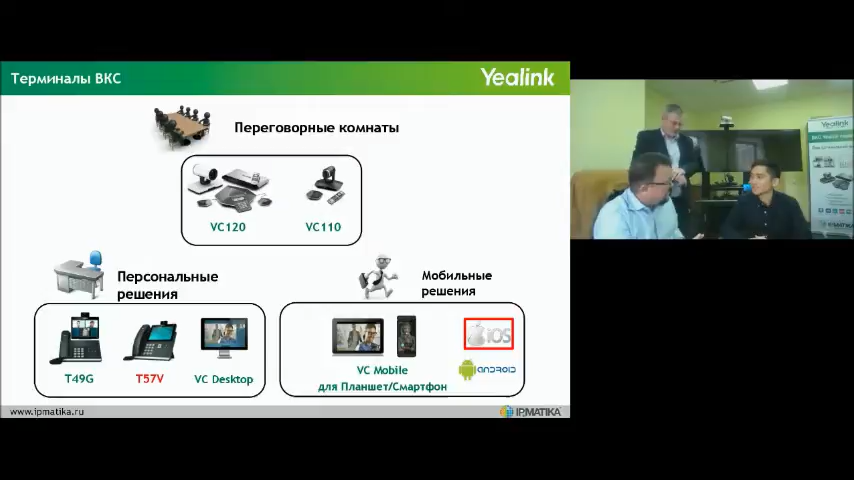 Терминалы ВКС
Yealink
Переговорные комнаты
VC120
VC110
Персональные
решения
Мобильные
решения
T49G
T57V
VC Desktop
VC Mobile
для Планшет/Смартфон
iOS
ANDROID
www.ipmatika.ru
IPMATIKA
Yealink